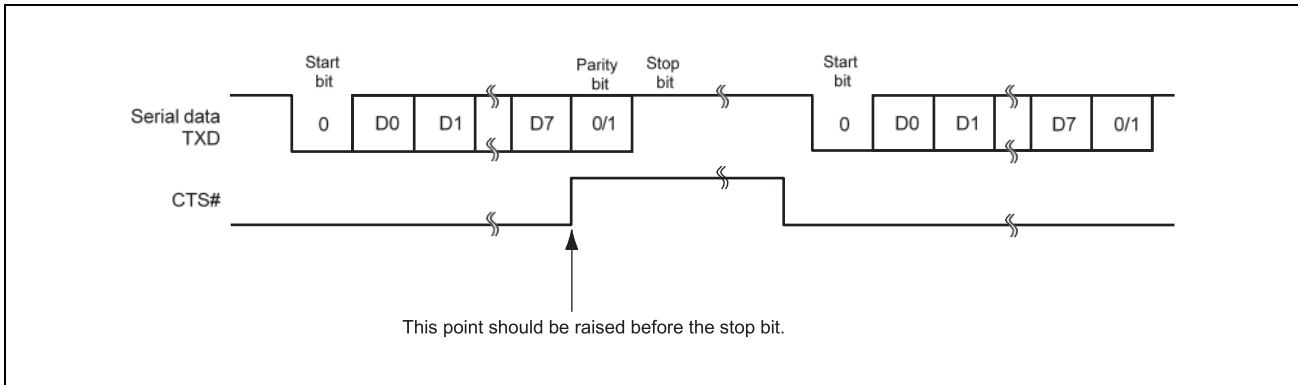 Start
bit
Parity
bit
Stop
bit
Start
bit
Serial data
TXD
0 D0 D1 D7 0/1 0 D0 D1 D7 0/1
CTS#
This point should be raised before the stop bit.